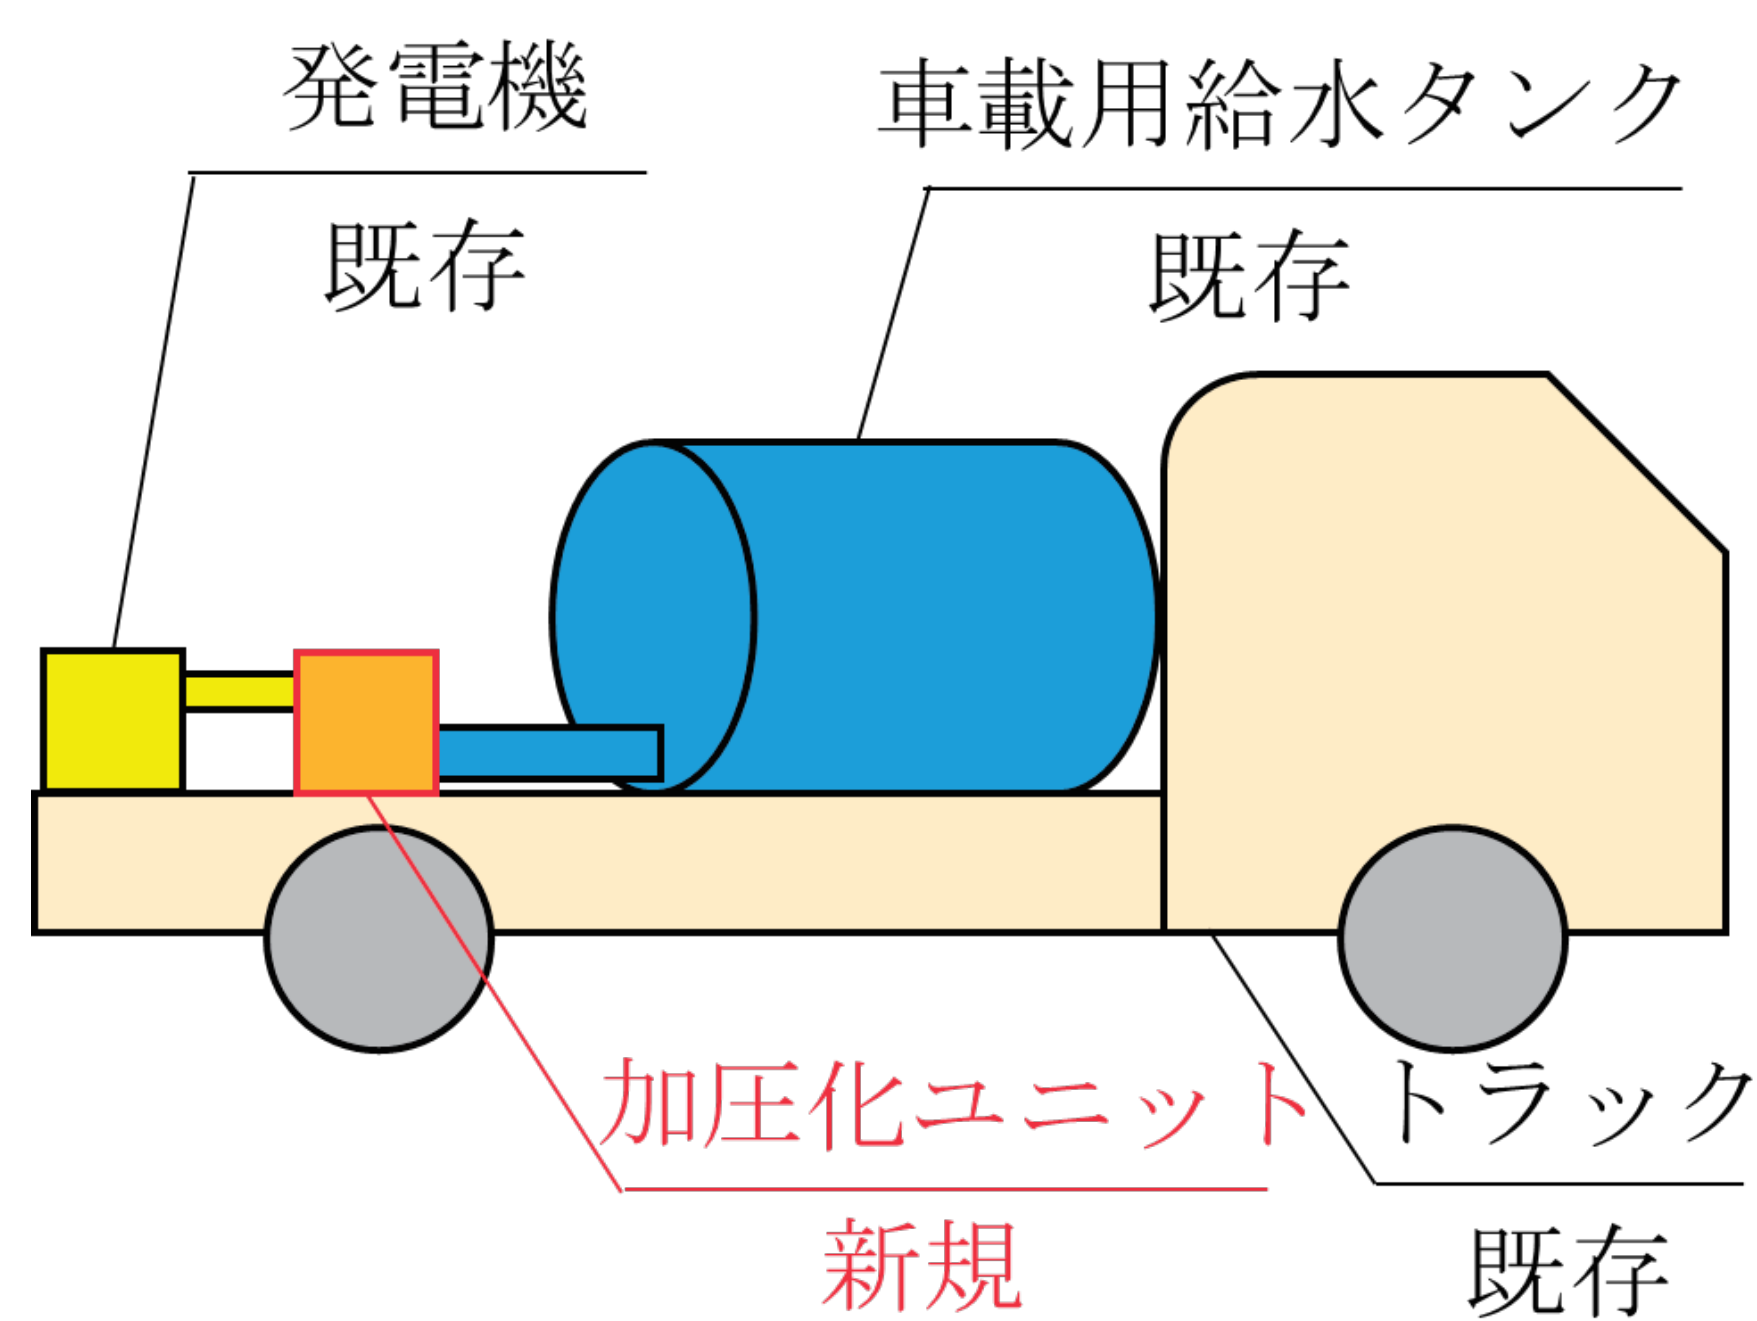 発電機
既存
車載用給水タンク
既存
加圧化ユニット
新規
トラック
既存